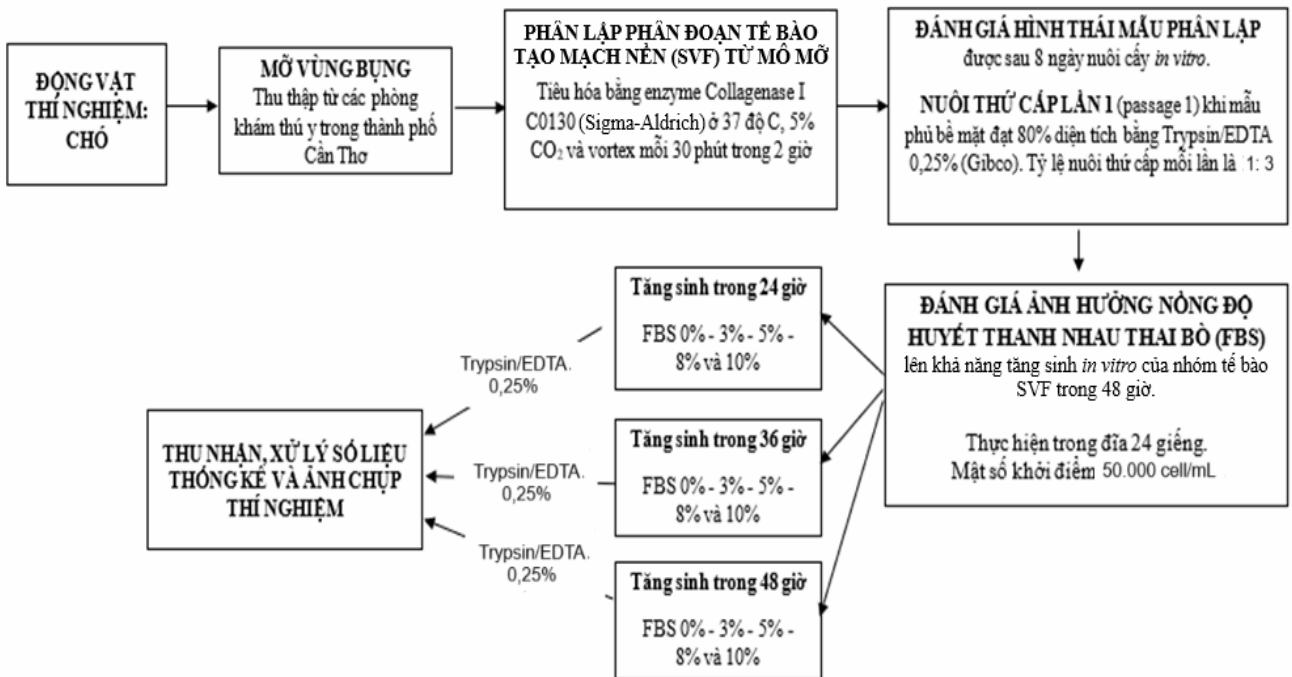 ĐỘNG VẬT
THÍ NGHIỆM:
CHÓ
MỠ VÙNG BỤNG
Thu thập từ các phòng
khám thú y trong thành phố
Cần Thơ
PHÂN LẬP PHÂN ĐOẠN TẾ BÀO
TẠO MẠCH NỀN (SVF) TỪ MÔ MỠ
Tiêu hóa bằng enzyme Collagenase I
C0130 (Sigma-Aldrich) ở 37 độ C, 5%
CO₂ và vortex mỗi 30 phút trong 2 giờ
ĐÁNH GIÁ HÌNH THÁI MẪU PHÂN LẬP
được sau 8 ngày nuôi cấy in vitro.
NUÔI THỨ CẤP LẦN 1 (passage 1) khi mẫu
phủ bề mặt đạt 80% diện tích bằng Trypsin/EDTA
0,25% (Gibco). Tỷ lệ nuôi thứ cấp mỗi lần là 1: 3
ĐÁNH GIÁ ẢNH HƯỞNG NỒNG ĐỘ
HUYẾT THANH NHAU THAI BÒ (FBS)
lên khả năng tăng sinh in vitro của nhóm tế bào
SVF trong 48 giờ.
Thực hiện trong đĩa 24 giếng.
Mật số khởi điểm 50.000 cell/mL
Tăng sinh trong 24 giờ
FBS 0% - 3% - 5% -
8% và 10%
Tăng sinh trong 36 giờ
FBS 0% - 3% - 5% -
8% và 10%
Tăng sinh trong 48 giờ
FBS 0% - 3% - 5% -
8% và 10%
Trypsin/EDTA.
0,25%
Trypsin/EDTA.
0,25%
Trypsin/EDTA.
0,25%
THU NHẬN, XỬ LÝ SỐ LIỆU
THỐNG KÊ VÀ ẢNH CHỤP
THÍ NGHIỆM